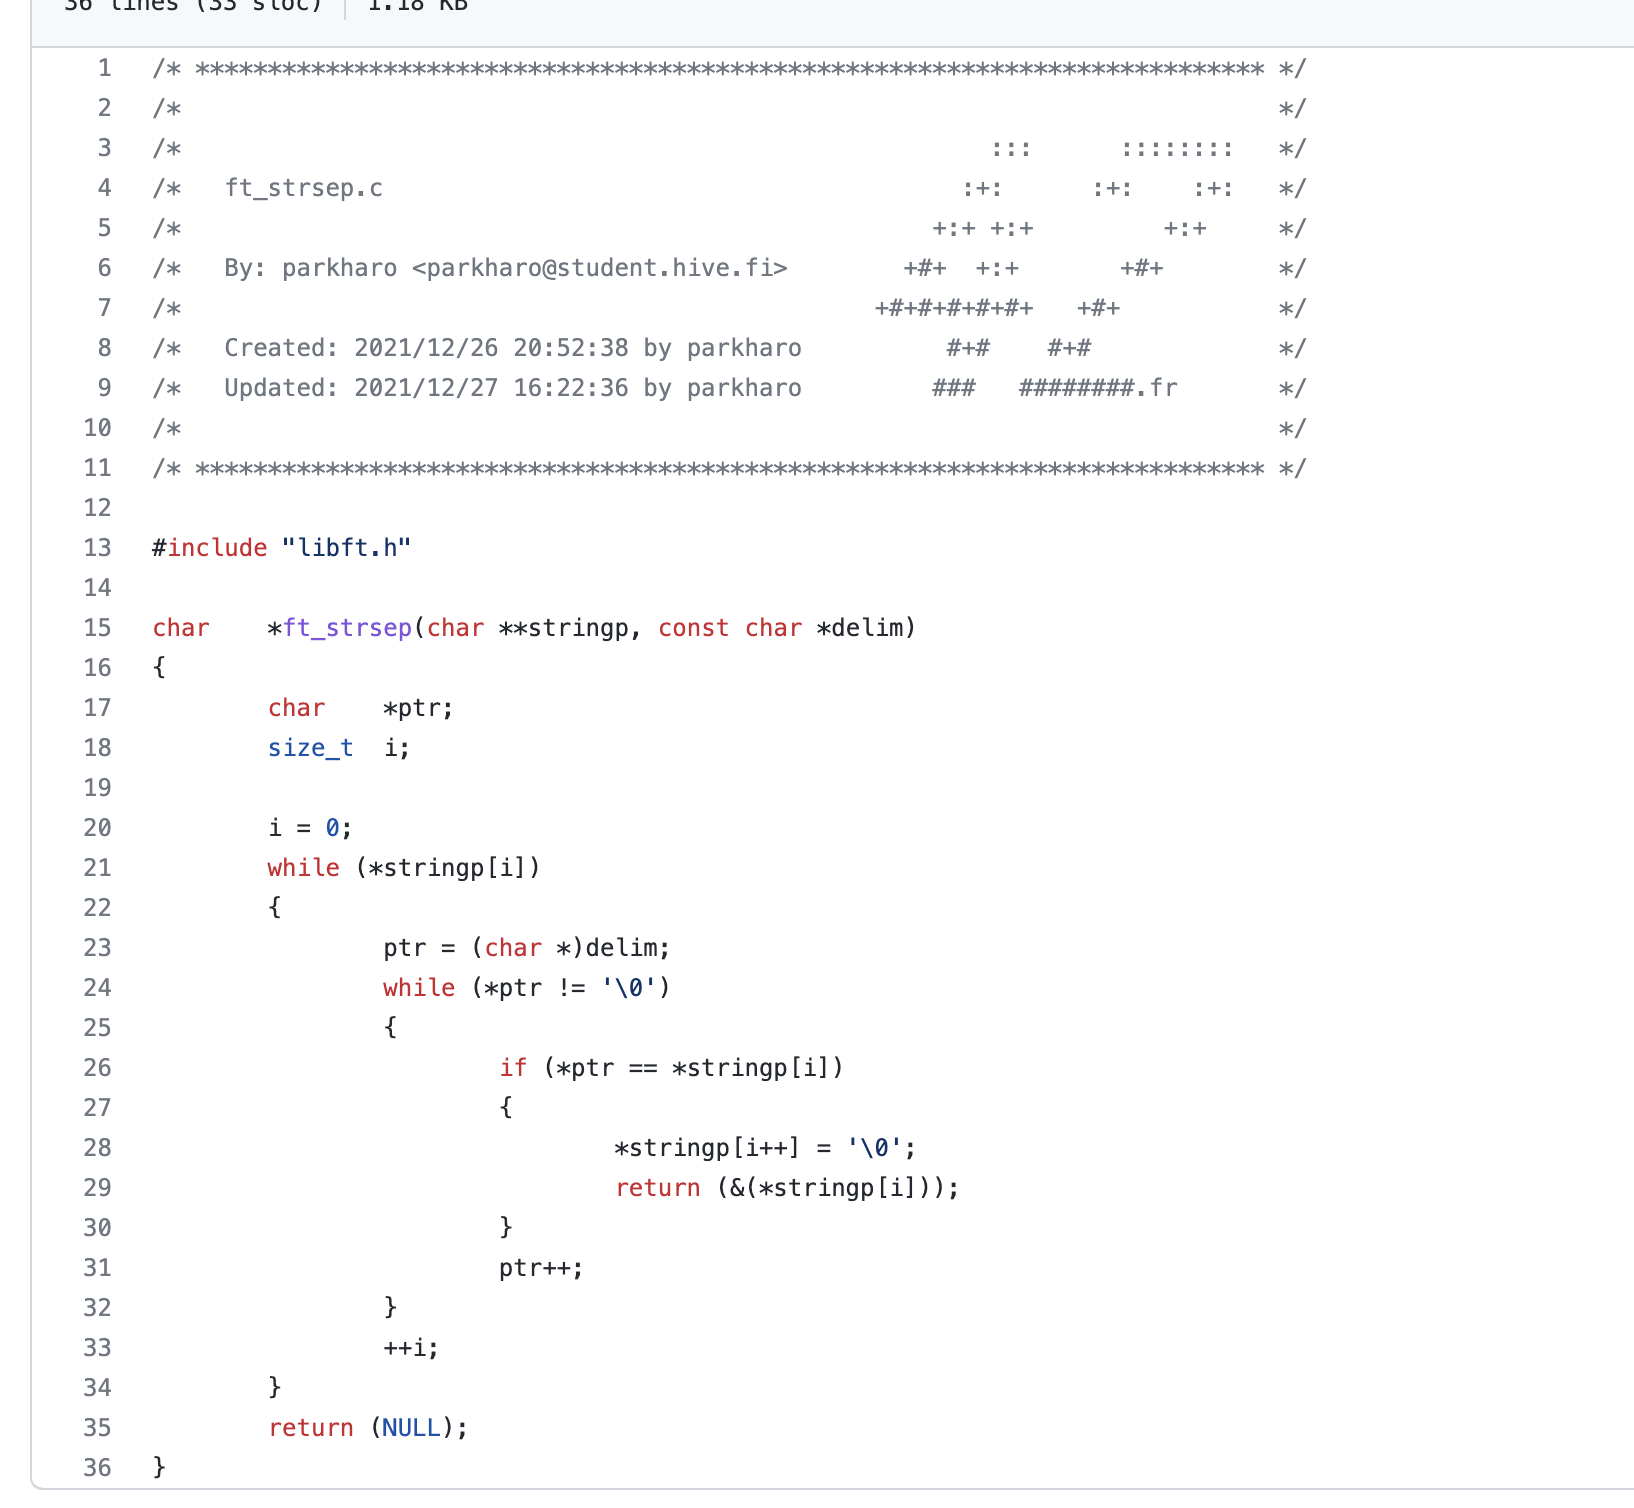 36 lines (33 sloc) 1.18 KB
1 /* ************************************************************************** */
2 /*                                                                            */
3 /*                                                        :::      ::::::::   */
4 /*   ft_strsep.c                                        :+:      :+:    :+:   */
5 /*                                                    +:+ +:+         +:+     */
6 /*   By: parkharo <parkharo@student.hive.fi>        +#+  +:+       +#+        */
7 /*                                                +#+#+#+#+#+   +#+           */
8 /*   Created: 2021/12/26 20:52:38 by parkharo          #+#    #+#             */
9 /*   Updated: 2021/12/27 16:22:36 by parkharo         ###   ########.fr       */
10 /*                                                                            */
11 /* ************************************************************************** */
12
13 #include "libft.h"
14
15 char    *ft_strsep(char **stringp, const char *delim)
16 {
17         char    *ptr;
18         size_t  i;
19
20         i = 0;
21         while (*stringp[i])
22         {
23                 ptr = (char *)delim;
24                 while (*ptr != '\0')
25                 {
26                         if (*ptr == *stringp[i])
27                         {
28                                 *stringp[i++] = '\0';
29                                 return (&(*stringp[i]));
30                         }
31                         ptr++;
32                 }
33                 ++i;
34         }
35         return (NULL);
36 }